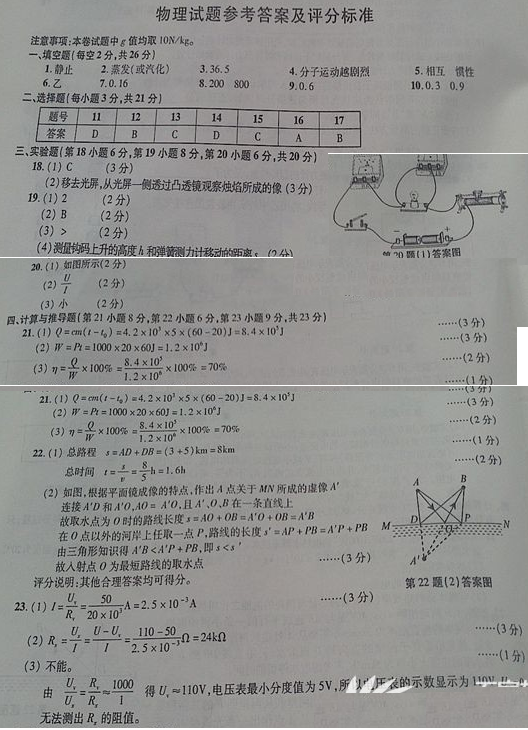 物理试题参考答案及评分标准
注意事项:本卷试题中g值均取10N/kg。
一、填空题(每空2分,共26分)
1.静止 2.蒸发(或汽化) 3.36.5 4.分子运动越剧烈 5.相互 惯性
6.乙 7.0.16 8.200 800 9.0.6 10.0.3 0.9
二、选择题(每小题3分,共21分)
题号 11 12 13 14 15 16 17
答案 D B C D C A B
三、实验题(第18小题6分,第19小题8分,第20小题6分,共20分)
18.(1) C (3分)
(2)移去光屏,从光屏一侧透过凸透镜观察烛焰所成的像(3分)
19.(1) 2 (2分)
(2) B (2分)
(3) > (2分)
(4)测量钩码上升的高度h和弹簧测力计移动的距离s (2分)
第20题(1)答案图
20.(1) 如图所示(2分)
(2) U/I (2分)
(3) 小 (2分)
四、计算与推导题(第21小题8分,第22小题6分,第23小题9分,共23分)
21.(1) Q=cm(t-t₀)=4.2×10³×5×(60-20)J=8.4×10⁵J ……(3分)
(2) W=Pt=1000×20×60J=1.2×10⁶J ……(3分)
(3) η=Q/W×100%=8.4×10⁵/1.2×10⁶×100%=70% ……(2分)
……(1分)
……(3分)
21.(1) Q=cm(t-t₀)=4.2×10³×5×(60-20)J=8.4×10⁵J ……(3分)
(2) W=Pt=1000×20×60J=1.2×10⁶J
(3) η=Q/W×100%=8.4×10⁵/1.2×10⁶×100%=70% ……(2分)
22.(1) 总路程 s=AD+DB=(3+5)km=8km ……(1分)
总时间 t=s/v=8/5h=1.6h ……(2分)
(2) 如图,根据平面镜成像的特点,作出A点关于MN所成的虚像A′
连接A′D和A′O,AO=A′O,且A′、O、B在一条直线上
故取水点为O时的路线长度s=AO+OB=A′O+OB=A′B
在O点以外的河岸上任取一点P,路线的长度s′=AP+PB=A′P+PB
由三角形知识得A′B<A′P+PB,即s<s′
故入射点O为最短路线的取水点 ……(3分)
A B
M D O P N
A′
第22题(2)答案图
评分说明:其他合理答案均可得分。
23.(1) I=Uᵥ/Rᵥ=50/20×10³A=2.5×10⁻³A ……(3分)
(2) Rₓ=Uₓ/I=U-Uᵥ/I=110-50/2.5×10⁻³Ω=24kΩ ……(3分)
(3) 不能。 ……(1分)
由 Uᵥ/Uₓ=Rᵥ/Rₓ≈1000/1 得Uᵥ≈110V,电压表最小分度值为5V,所以电压表的示数显示为110V,
无法测出Rₓ的阻值。